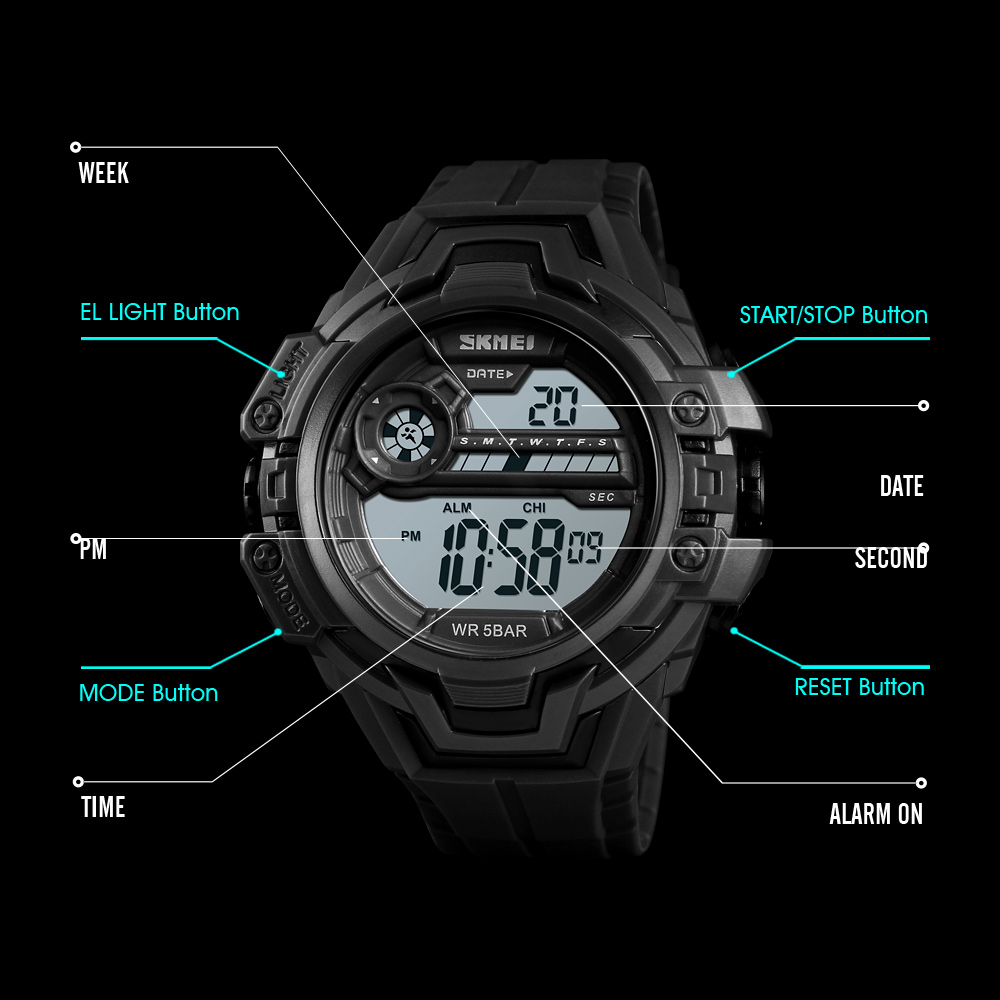 WEEK
EL LIGHT Button
START/STOP Button
LIGHT
SKMEI
DATE
20
S.M.T.W.T.F.S
DATE
SEC
ALM CHI
PM
10:58 09
PM
SECOND
MODE
WR 5BAR
MODE Button
RESET Button
TIME
ALARM ON